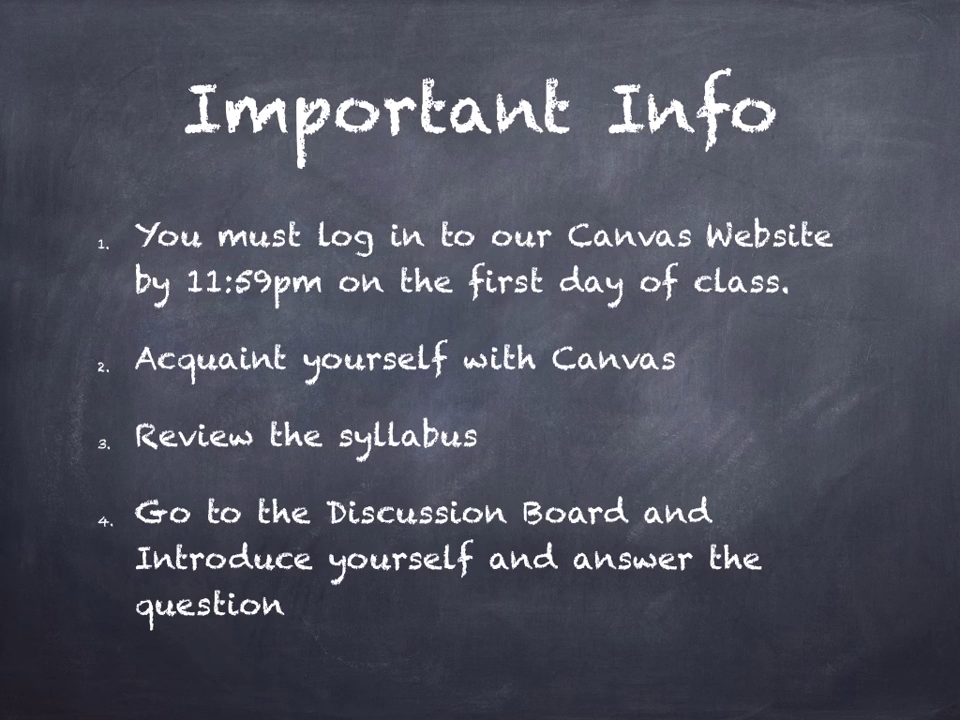 Important Info
1. You must log in to our Canvas Website
by 11:59pm on the first day of class.
2. Acquaint yourself with Canvas
3. Review the syllabus
4. Go to the Discussion Board and
Introduce yourself and answer the
question